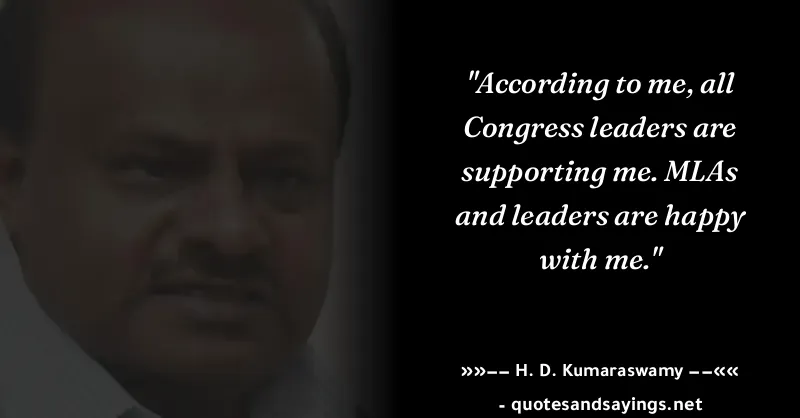 "According to me, all
Congress leaders are
supporting me. MLAs
and leaders are happy
with me."
»»–– H. D. Kumaraswamy ––««
- quotesandsayings.net